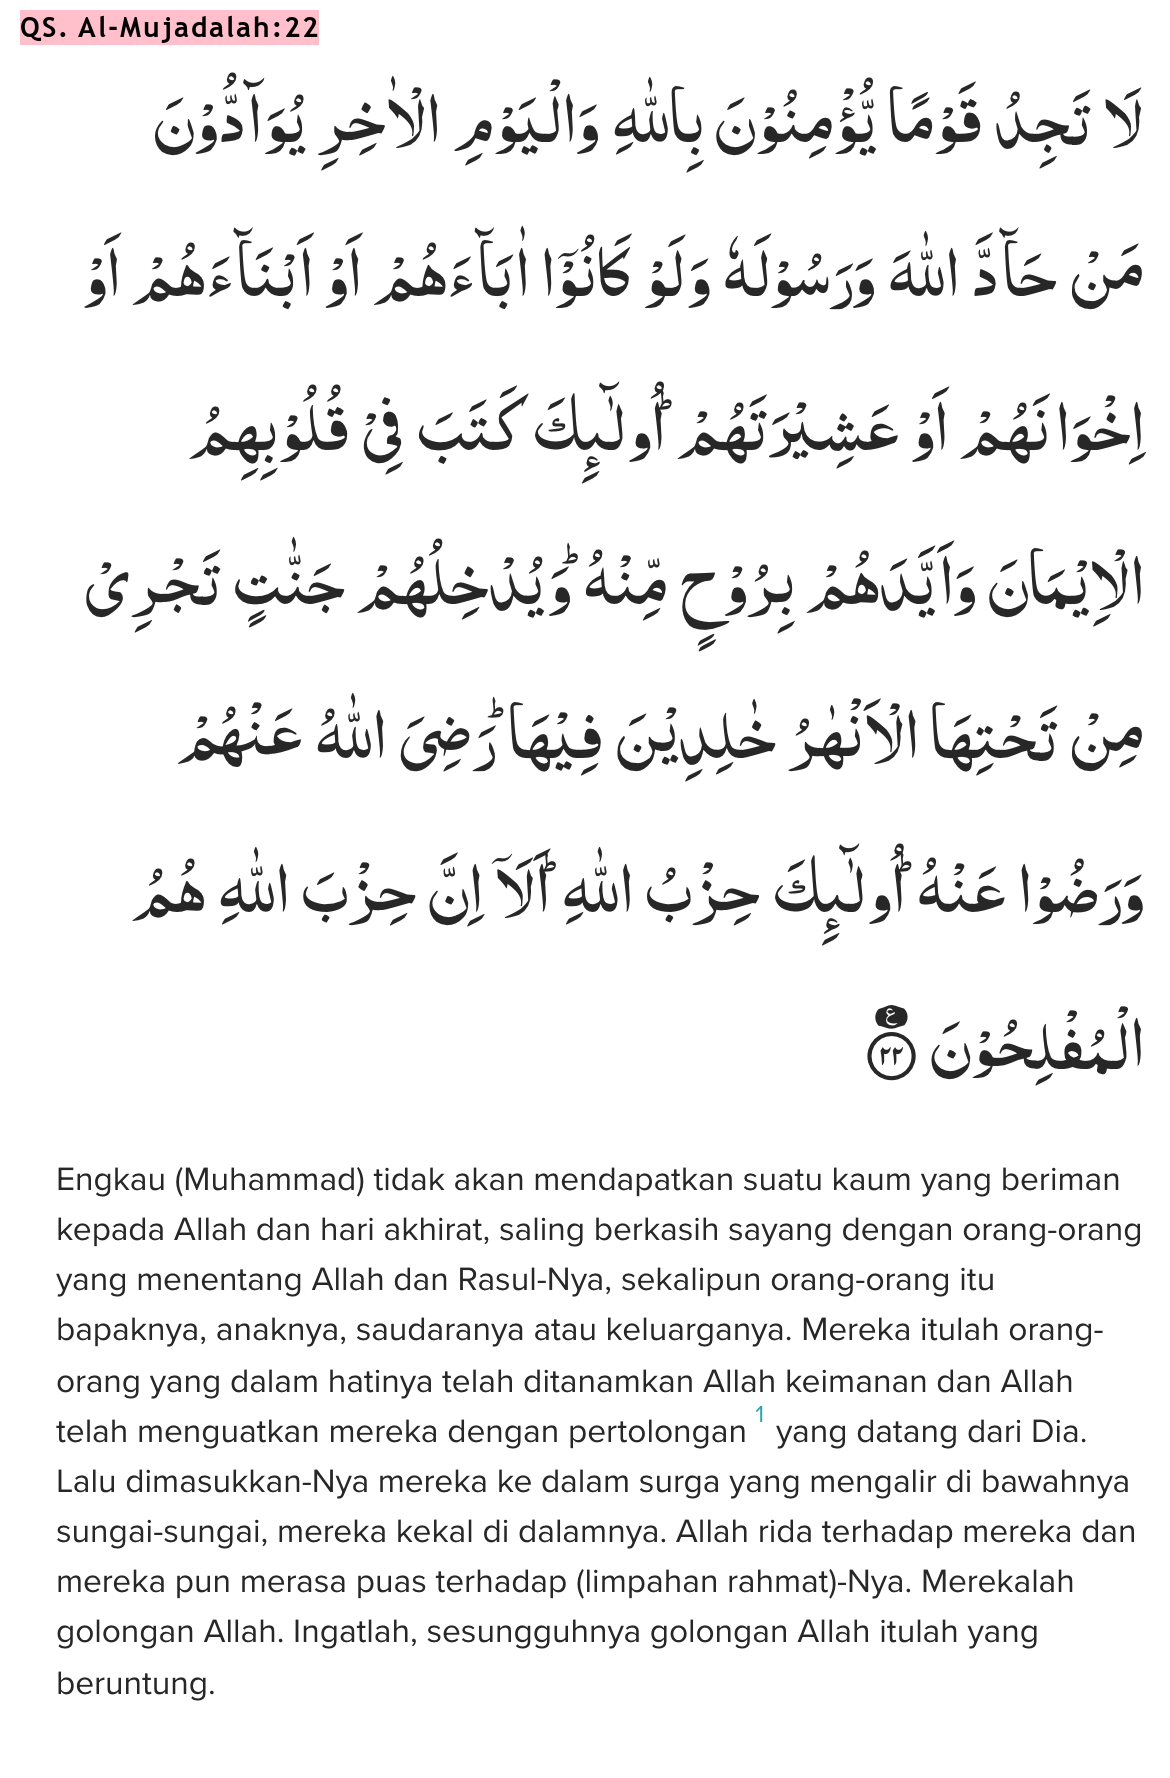 QS. Al-Mujadalah:22
لَا تَجِدُ قَوْمًا يُّؤْمِنُوْنَ بِاللّٰهِ وَالْيَوْمِ الْاٰخِرِ يُوَاۤدُّوْنَ
مَنْ حَاۤدَّ اللّٰهَ وَرَسُوْلَهٗ وَلَوْ كَانُوْٓا اٰبَاۤءَهُمْ اَوْ اَبْنَاۤءَهُمْ اَوْ
اِخْوَانَهُمْ اَوْ عَشِيْرَتَهُمْۗ اُولٰۤىِٕكَ كَتَبَ فِيْ قُلُوْبِهِمُ
الْاِيْمَانَ وَاَيَّدَهُمْ بِرُوْحٍ مِّنْهُۗ وَيُدْخِلُهُمْ جَنّٰتٍ تَجْرِيْ
مِنْ تَحْتِهَا الْاَنْهٰرُ خٰلِدِيْنَ فِيْهَاۗ رَضِيَ اللّٰهُ عَنْهُمْ
وَرَضُوْا عَنْهُۗ اُولٰۤىِٕكَ حِزْبُ اللّٰهِ ۗاَلَآ اِنَّ حِزْبَ اللّٰهِ هُمُ
الْمُفْلِحُوْنَ ࣖ ٢٢
Engkau (Muhammad) tidak akan mendapatkan suatu kaum yang beriman
kepada Allah dan hari akhirat, saling berkasih sayang dengan orang-orang
yang menentang Allah dan Rasul-Nya, sekalipun orang-orang itu
bapaknya, anaknya, saudaranya atau keluarganya. Mereka itulah orang-
orang yang dalam hatinya telah ditanamkan Allah keimanan dan Allah
telah menguatkan mereka dengan pertolongan 1 yang datang dari Dia.
Lalu dimasukkan-Nya mereka ke dalam surga yang mengalir di bawahnya
sungai-sungai, mereka kekal di dalamnya. Allah rida terhadap mereka dan
mereka pun merasa puas terhadap (limpahan rahmat)-Nya. Merekalah
golongan Allah. Ingatlah, sesungguhnya golongan Allah itulah yang
beruntung.